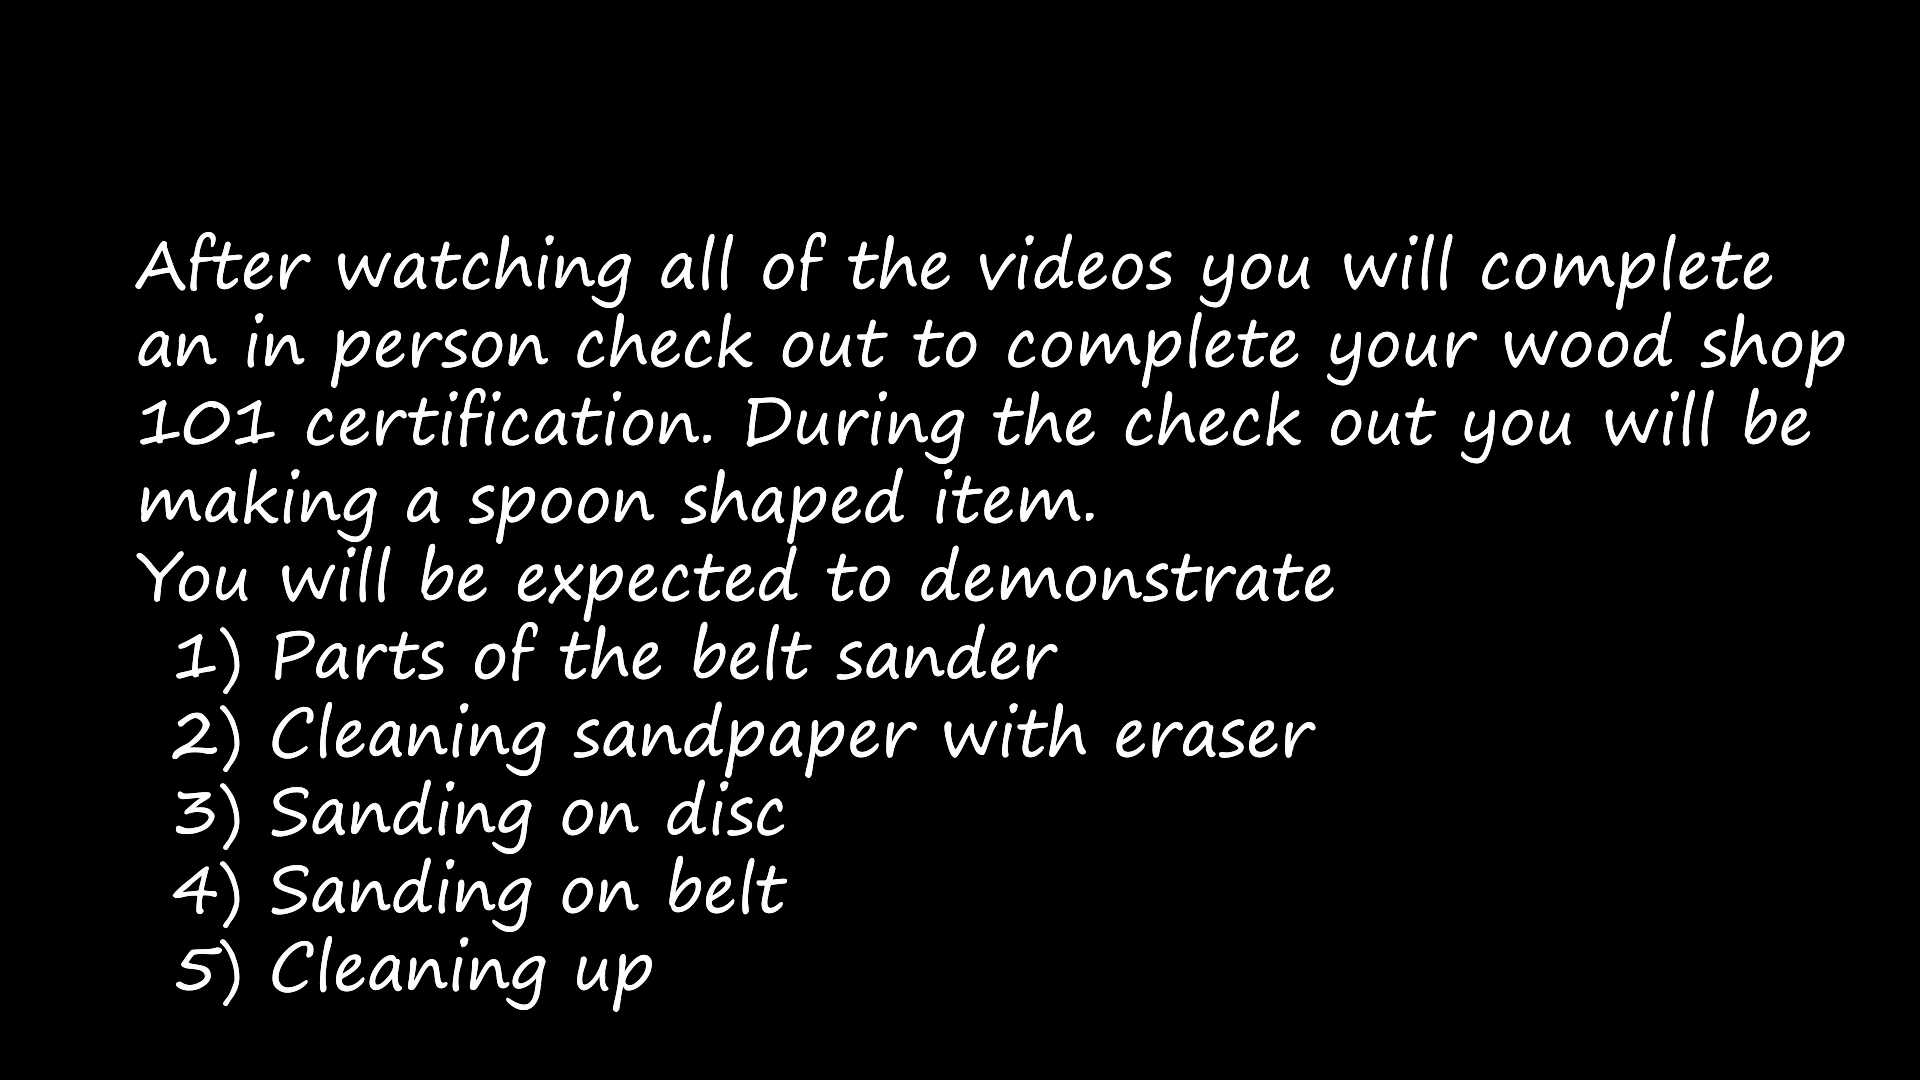 After watching all of the videos you will complete
an in person check out to complete your wood shop
101 certification. During the check out you will be
making a spoon shaped item.
You will be expected to demonstrate
1) Parts of the belt sander
2) Cleaning sandpaper with eraser
3) Sanding on disc
4) Sanding on belt
5) Cleaning up